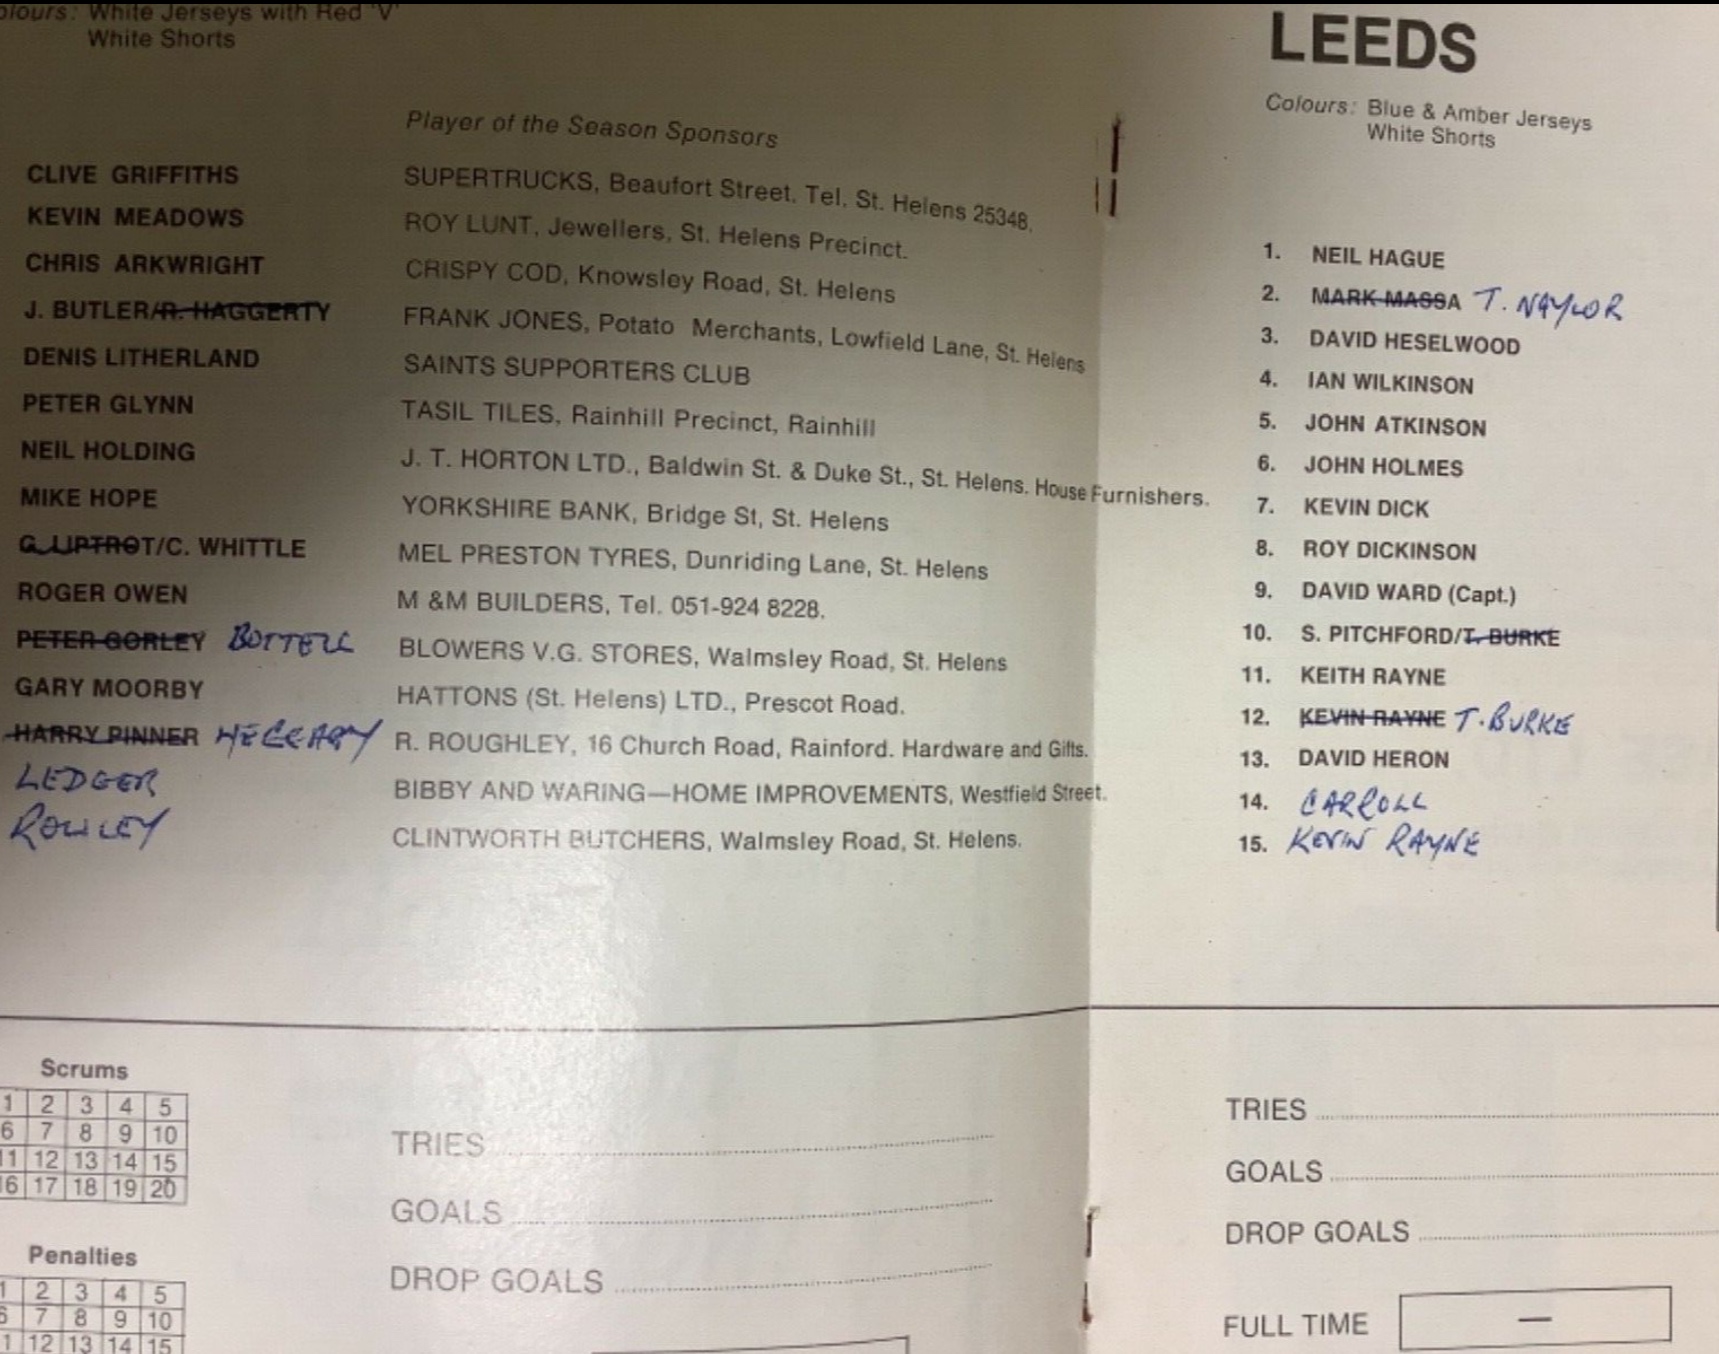 Colours: White Jerseys with Red 'V'
White Shorts
Player of the Season Sponsors
CLIVE GRIFFITHS SUPERTRUCKS, Beaufort Street, Tel. St. Helens 25348,
KEVIN MEADOWS ROY LUNT, Jewellers, St. Helens Precinct.
CHRIS ARKWRIGHT CRISPY COD, Knowsley Road, St. Helens
J. BUTLER/R. HAGGERTY FRANK JONES, Potato Merchants, Lowfield Lane, St. Helens
DENIS LITHERLAND SAINTS SUPPORTERS CLUB
PETER GLYNN TASIL TILES, Rainhill Precinct, Rainhill
NEIL HOLDING J. T. HORTON LTD., Baldwin St. & Duke St., St. Helens. House Furnishers.
MIKE HOPE YORKSHIRE BANK, Bridge St, St. Helens
G. LIPTROT/C. WHITTLE MEL PRESTON TYRES, Dunriding Lane, St. Helens
ROGER OWEN M &M BUILDERS, Tel. 051-924 8228.
PETER GORLEY BOTTELL BLOWERS V.G. STORES, Walmsley Road, St. Helens
GARY MOORBY HATTONS (St. Helens) LTD., Prescot Road.
HARRY PINNER R. ROUGHLEY, 16 Church Road, Rainford. Hardware and Gifts.
LEDGER BIBBY AND WARING—HOME IMPROVEMENTS, Westfield Street.
ROWLEY CLINTWORTH BUTCHERS, Walmsley Road, St. Helens.
Scrums
1 2 3 4 5
6 7 8 9 10
11 12 13 14 15
16 17 18 19 20
Penalties
1 2 3 4 5
6 7 8 9 10
11 12 13 14 15
TRIES
GOALS
DROP GOALS
LEEDS
Colours: Blue & Amber Jerseys
White Shorts
1. NEIL HAGUE
2. MARK MASSA T. NAYLOR
3. DAVID HESELWOOD
4. IAN WILKINSON
5. JOHN ATKINSON
6. JOHN HOLMES
7. KEVIN DICK
8. ROY DICKINSON
9. DAVID WARD (Capt.)
10. S. PITCHFORD/T. BURKE
11. KEITH RAYNE
12. KEVIN RAYNE T. BURKE
13. DAVID HERON
14. CARROLL
15. KEVIN RAYNE
TRIES
GOALS
DROP GOALS
FULL TIME —